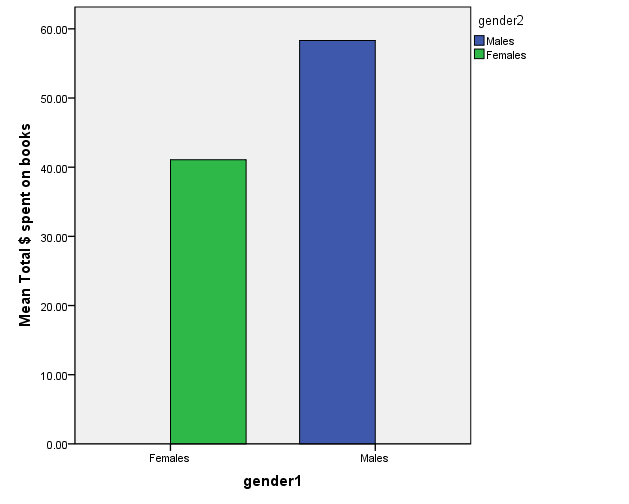 gender2
Males
Females
Mean Total $ spent on books
60.00
50.00
40.00
30.00
20.00
10.00
0.00
Females
Males
gender1